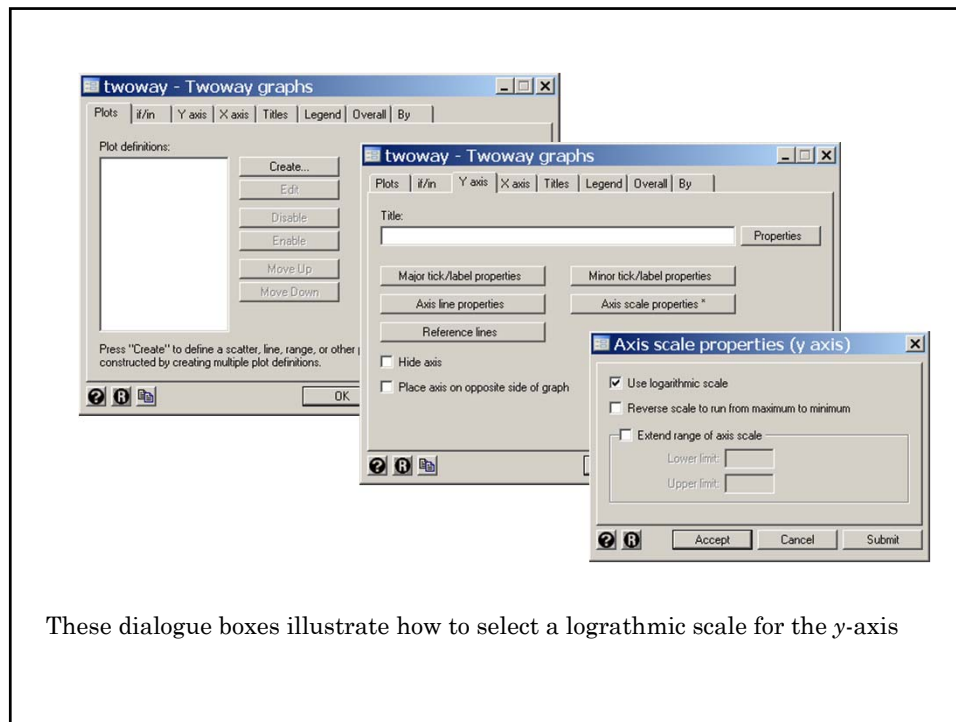 twoway - Twoway graphs
Plots if/in Y axis X axis Titles Legend Overall By
Plot definitions:
Create...
Edit
Disable
Enable
Move Up
Move Down
Press "Create" to define a scatter, line, range, or other
constructed by creating multiple plot definitions.
OK
twoway - Twoway graphs
Plots if/in Y axis X axis Titles Legend Overall By
Title:
Properties
Major tick/label properties Minor tick/label properties
Axis line properties Axis scale properties *
Reference lines
Hide axis
Place axis on opposite side of graph
Axis scale properties (y axis)
Use logarithmic scale
Reverse scale to run from maximum to minimum
Extend range of axis scale
Lower limit:
Upper limit:
Accept Cancel Submit
These dialogue boxes illustrate how to select a lograthmic scale for the y-axis